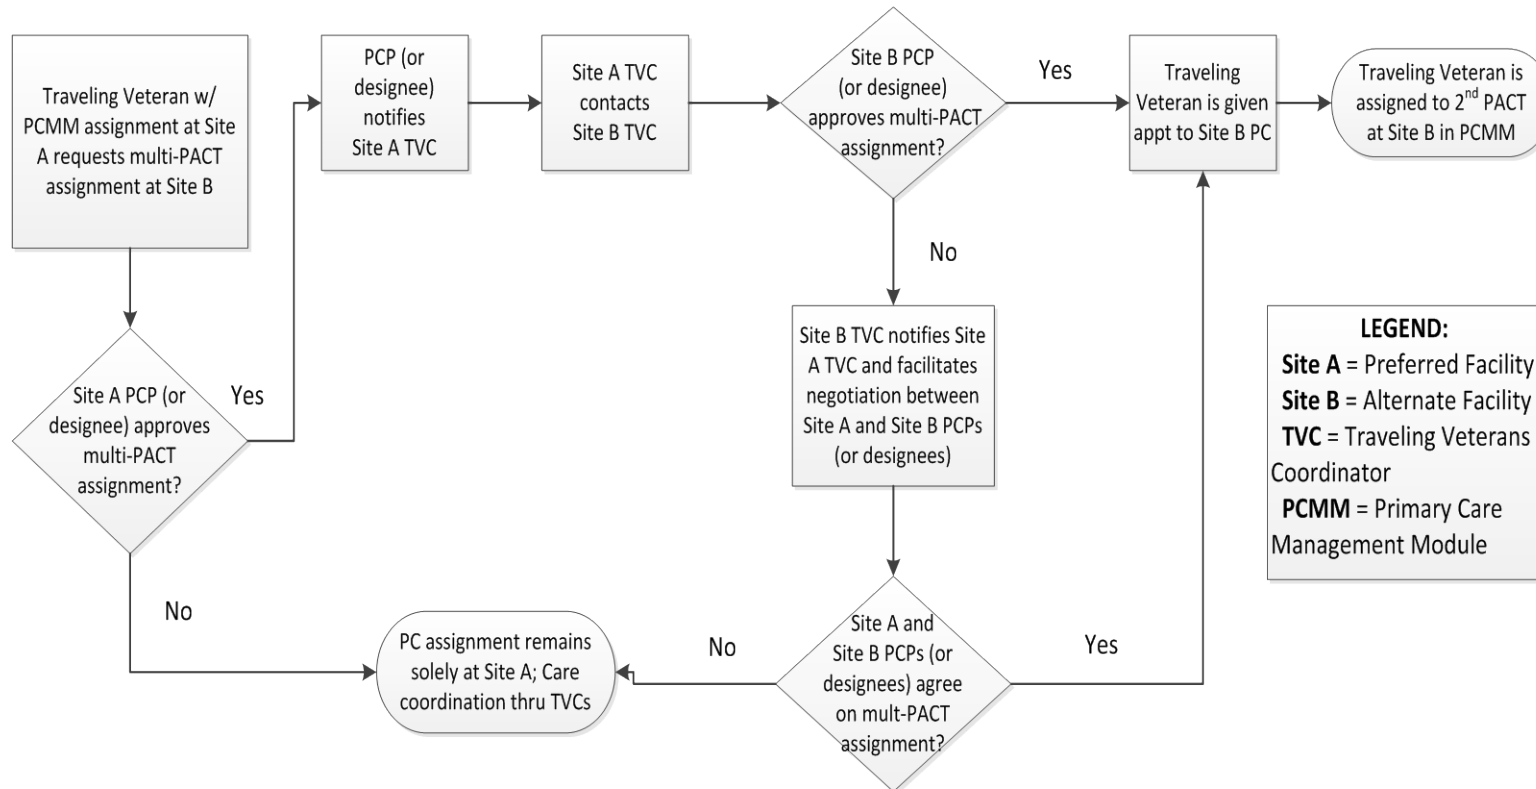 Traveling Veteran w/
PCMM assignment at Site
A requests multi-PACT
assignment at Site B
PCP (or
designee)
notifies
Site A TVC
Site A TVC
contacts
Site B TVC
Site B PCP
(or designee)
approves multi-PACT
assignment?
Yes
Traveling
Veteran is given
appt to Site B PC
Traveling Veteran is
assigned to 2nd PACT
at Site B in PCMM
No
Site A PCP (or
designee) approves
multi-PACT
assignment?
Yes
No
Site B TVC notifies Site
A TVC and facilitates
negotiation between
Site A and Site B PCPs
(or designees)
LEGEND:
Site A = Preferred Facility
Site B = Alternate Facility
TVC = Traveling Veterans
Coordinator
PCMM = Primary Care
Management Module
PC assignment remains
solely at Site A; Care
coordination thru TVCs
No
Site A and
Site B PCPs (or
designees) agree
on mult-PACT
assignment?
Yes